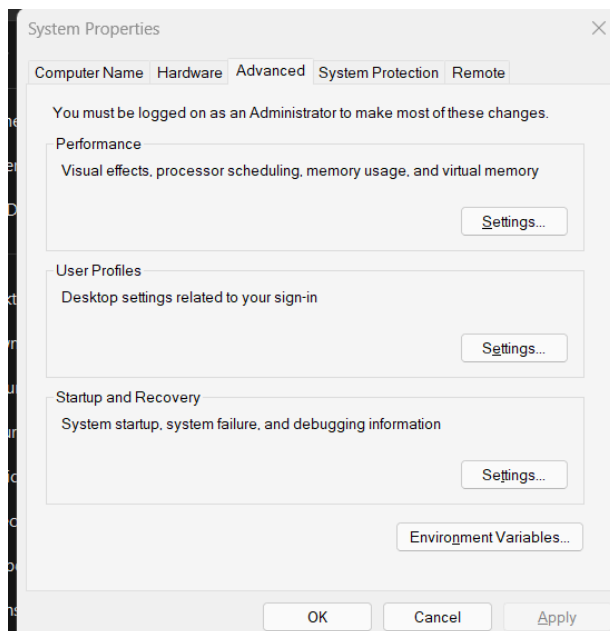 System Properties
Computer Name Hardware Advanced System Protection Remote
You must be logged on as an Administrator to make most of these changes.
Performance
Visual effects, processor scheduling, memory usage, and virtual memory
Settings...
User Profiles
Desktop settings related to your sign-in
Settings...
Startup and Recovery
System startup, system failure, and debugging information
Settings...
Environment Variables...
OK Cancel Apply